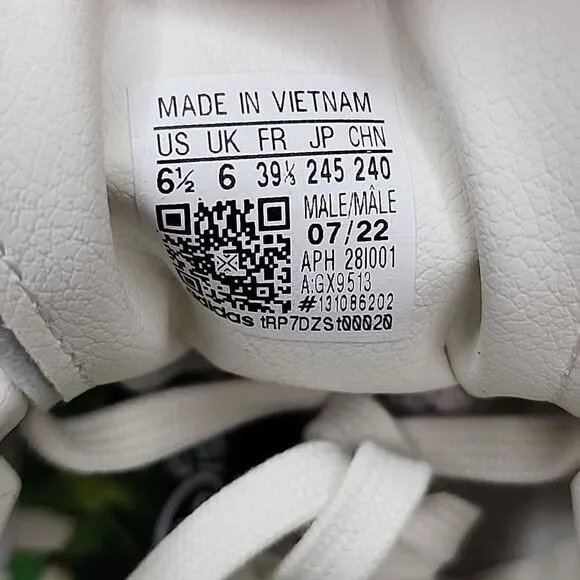 MADE IN VIETNAM
US UK FR JP CHN
6½ 6 39⅓ 245 240
MALE/MÂLE
07/22
APH 28I001
A:GX9513
#131086202
adidas tRP7DZSt00020